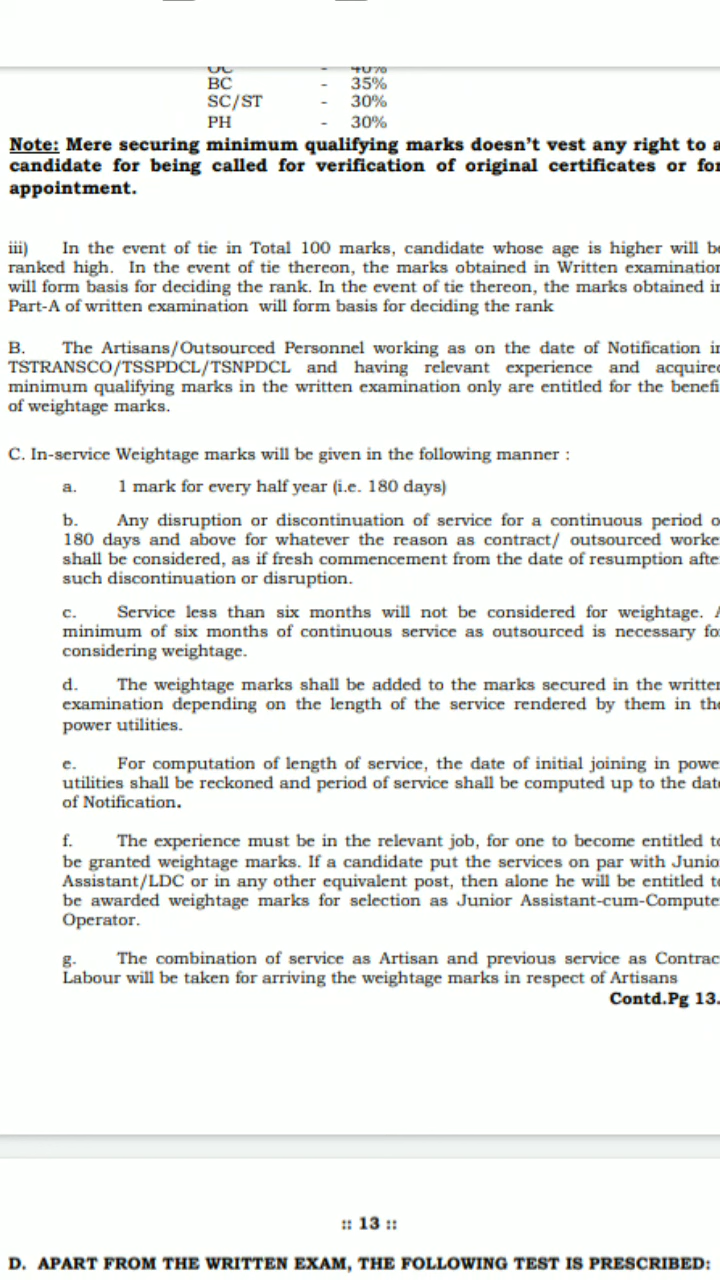 OC - 40%
BC - 35%
SC/ST - 30%
PH - 30%
Note: Mere securing minimum qualifying marks doesn't vest any right to a
candidate for being called for verification of original certificates or for
appointment.
iii) In the event of tie in Total 100 marks, candidate whose age is higher will be
ranked high. In the event of tie thereon, the marks obtained in Written examination
will form basis for deciding the rank. In the event of tie thereon, the marks obtained in
Part-A of written examination will form basis for deciding the rank
B. The Artisans/Outsourced Personnel working as on the date of Notification in
TSTRANSCO/TSSPDCL/TSNPDCL and having relevant experience and acquired
minimum qualifying marks in the written examination only are entitled for the benefi
of weightage marks.
C. In-service Weightage marks will be given in the following manner :
a. 1 mark for every half year (i.e. 180 days)
b. Any disruption or discontinuation of service for a continuous period o
180 days and above for whatever the reason as contract/ outsourced worke
shall be considered, as if fresh commencement from the date of resumption afte
such discontinuation or disruption.
c. Service less than six months will not be considered for weightage. A
minimum of six months of continuous service as outsourced is necessary fo
considering weightage.
d. The weightage marks shall be added to the marks secured in the written
examination depending on the length of the service rendered by them in the
power utilities.
e. For computation of length of service, the date of initial joining in powe
utilities shall be reckoned and period of service shall be computed up to the date
of Notification.
f. The experience must be in the relevant job, for one to become entitled to
be granted weightage marks. If a candidate put the services on par with Junio
Assistant/LDC or in any other equivalent post, then alone he will be entitled to
be awarded weightage marks for selection as Junior Assistant-cum-Compute
Operator.
g. The combination of service as Artisan and previous service as Contrac
Labour will be taken for arriving the weightage marks in respect of Artisans
Contd.Pg 13.
:: 13 ::
D. APART FROM THE WRITTEN EXAM, THE FOLLOWING TEST IS PRESCRIBED: